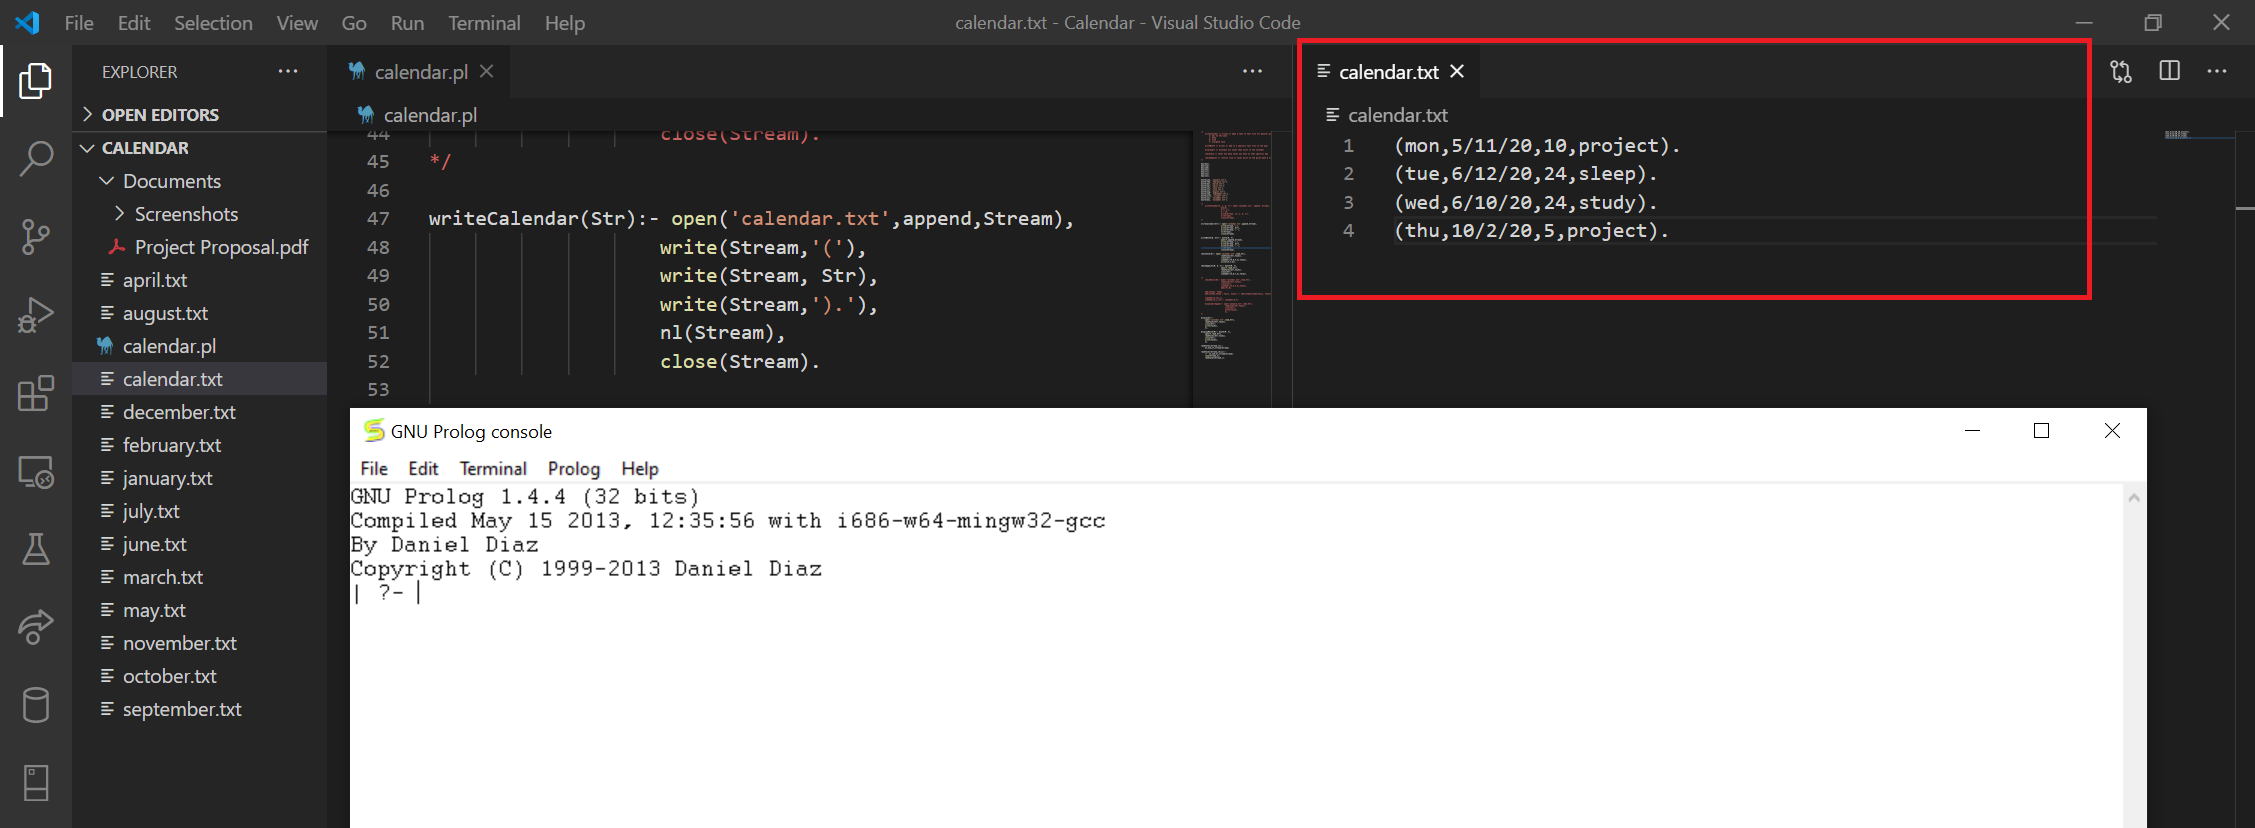 File Edit Selection View Go Run Terminal Help
calendar.txt - Calendar - Visual Studio Code
EXPLORER
OPEN EDITORS
CALENDAR
Documents
Screenshots
Project Proposal.pdf
april.txt
august.txt
calendar.pl
calendar.txt
december.txt
february.txt
january.txt
july.txt
june.txt
march.txt
may.txt
november.txt
october.txt
september.txt
calendar.pl
calendar.pl
44 close(Stream).
45 */
46
47 writeCalendar(Str):- open('calendar.txt',append,Stream),
48 write(Stream,'('),
49 write(Stream, Str),
50 write(Stream,').'),
51 nl(Stream),
52 close(Stream).
53
calendar.txt
calendar.txt
1 (mon,5/11/20,10,project).
2 (tue,6/12/20,24,sleep).
3 (wed,6/10/20,24,study).
4 (thu,10/2/20,5,project).
GNU Prolog console
File Edit Terminal Prolog Help
GNU Prolog 1.4.4 (32 bits)
Compiled May 15 2013, 12:35:56 with i686-w64-mingw32-gcc
By Daniel Diaz
Copyright (C) 1999-2013 Daniel Diaz
| ?-